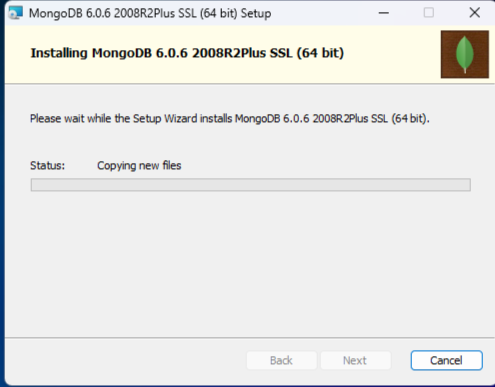 MongoDB 6.0.6 2008R2Plus SSL (64 bit) Setup
Installing MongoDB 6.0.6 2008R2Plus SSL (64 bit)
Please wait while the Setup Wizard installs MongoDB 6.0.6 2008R2Plus SSL (64 bit).
Status: Copying new files
Back Next Cancel